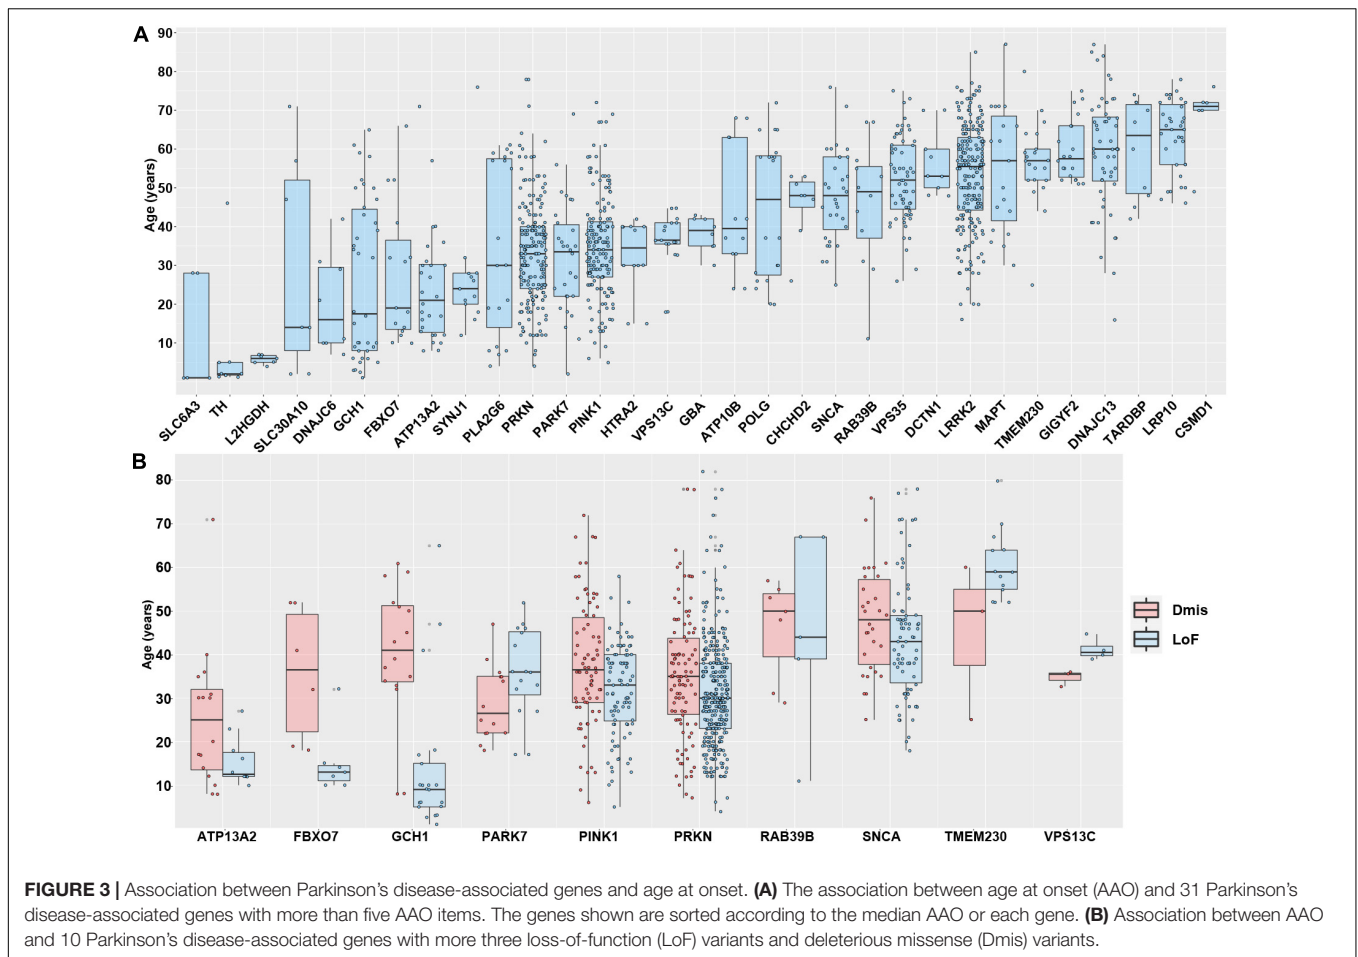 A
90
80
70
60
50
40
30
20
10
Age (years)
SLC6A3
TH
L2HGDH
SLC30A10
DNAJC6
GCH1
FBXO7
ATP13A2
SYNJ1
PLA2G6
PRKN
PARK7
PINK1
HTRA2
VPS13C
GBA
ATP10B
POLG
CHCHD2
SNCA
RAB39B
VPS35
DCTN1
LRRK2
MAPT
TMEM230
GIGYF2
DNAJC13
TARDBP
LRP10
CSMD1
B
80
70
60
50
40
30
20
10
Age (years)
ATP13A2
FBXO7
GCH1
PARK7
PINK1
PRKN
RAB39B
SNCA
TMEM230
VPS13C
Dmis
LoF
FIGURE 3 | Association between Parkinson's disease-associated genes and age at onset. (A) The association between age at onset (AAO) and 31 Parkinson's
disease-associated genes with more than five AAO items. The genes shown are sorted according to the median AAO or each gene. (B) Association between AAO
and 10 Parkinson's disease-associated genes with more three loss-of-function (LoF) variants and deleterious missense (Dmis) variants.